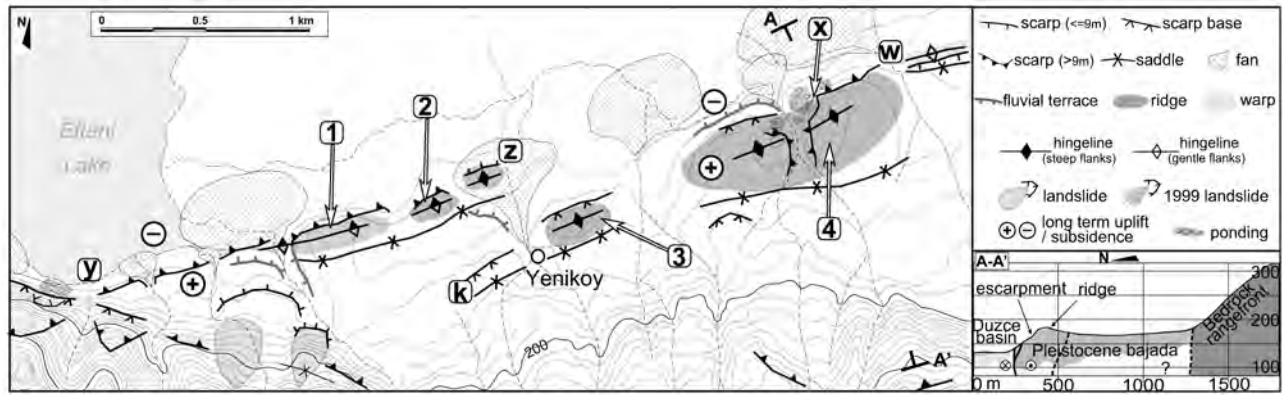 N
0 0.5 1 km
A
x
w
2
1
z
Efteni
Lake
4
3
y
k
Yenikoy
200
A'
scarp (<=9m) scarp base
scarp (>9m) saddle fan
fluvial terrace ridge warp
hingeline hingeline
(steep flanks) (gentle flanks)
landslide 1999 landslide
long term uplift
/ subsidence ponding
A-A' N 300
escarpment ridge
Duzce 200
basin
Bedrock
rangefront
Pleistocene bajada
? 100
0 m 500 1000 1500